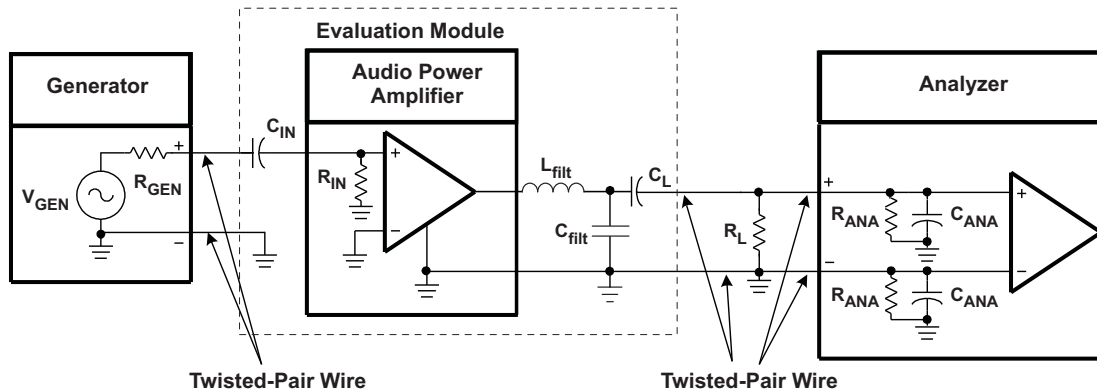 Evaluation Module
Generator
Audio Power
Amplifier
Analyzer
C_IN
L_filt
C_L
+
+
+
+
R_GEN
R_IN
V_GEN
C_filt
R_L
R_ANA
C_ANA
−
−
−
−
R_ANA
C_ANA
Twisted-Pair Wire
Twisted-Pair Wire